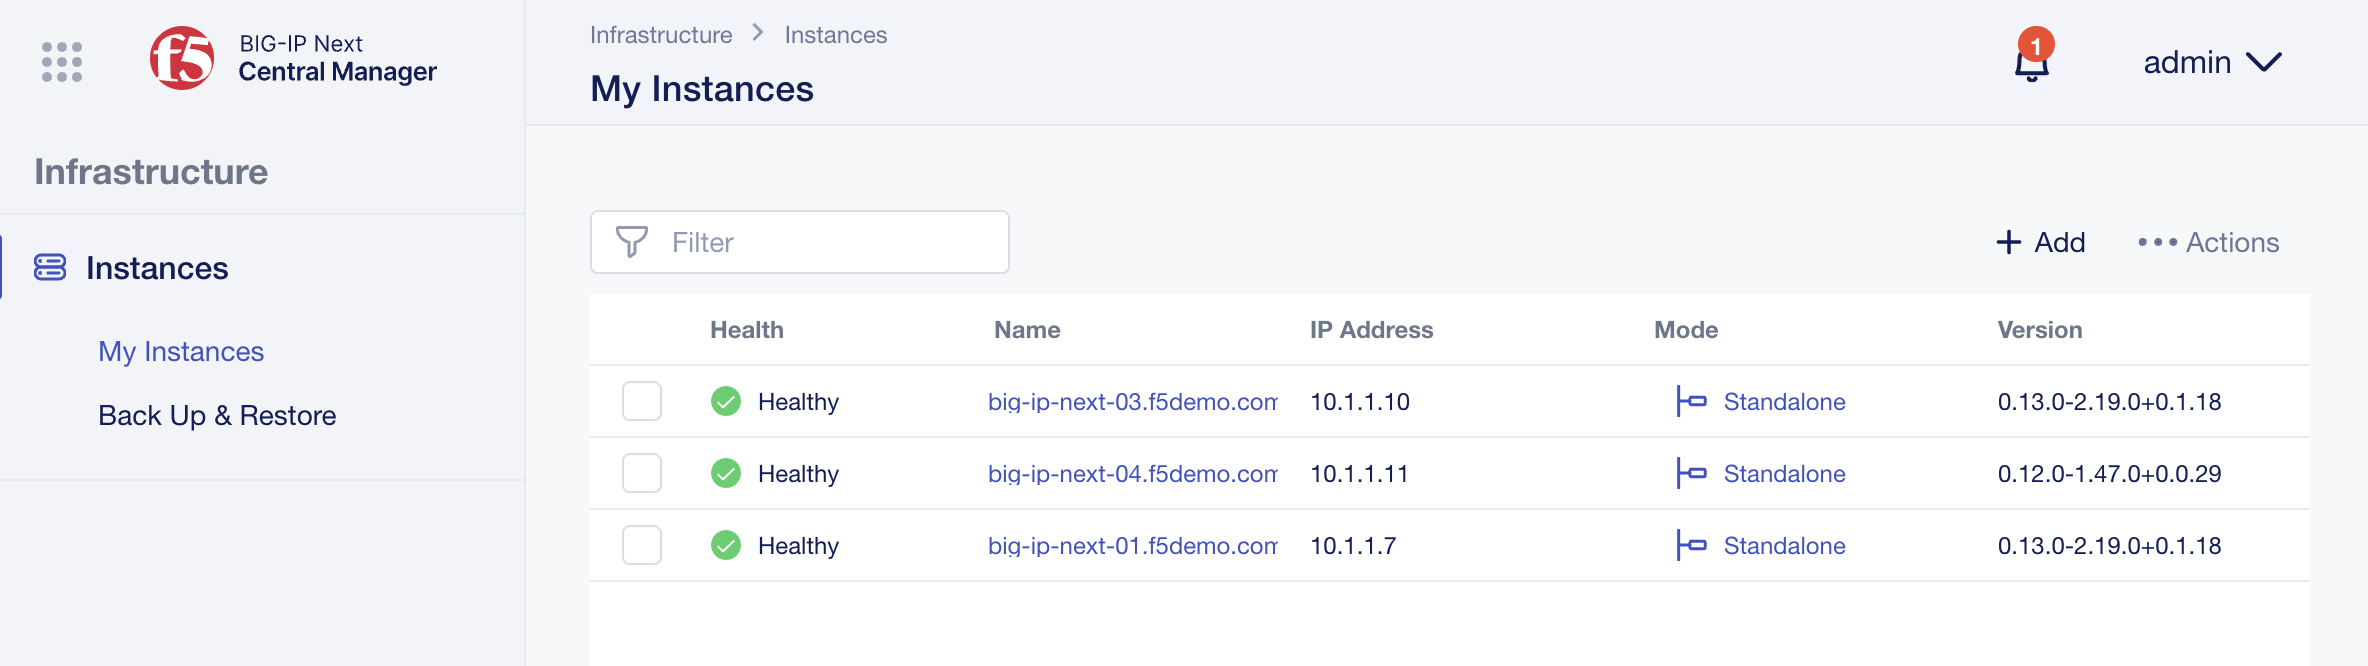 f5
BIG-IP Next
Central Manager
Infrastructure
Instances
My Instances
Back Up & Restore
Infrastructure > Instances
My Instances
1
admin
Filter
+ Add
••• Actions
Health Name IP Address Mode Version
Healthy big-ip-next-03.f5demo.com 10.1.1.10 Standalone 0.13.0-2.19.0+0.1.18
Healthy big-ip-next-04.f5demo.com 10.1.1.11 Standalone 0.12.0-1.47.0+0.0.29
Healthy big-ip-next-01.f5demo.com 10.1.1.7 Standalone 0.13.0-2.19.0+0.1.18